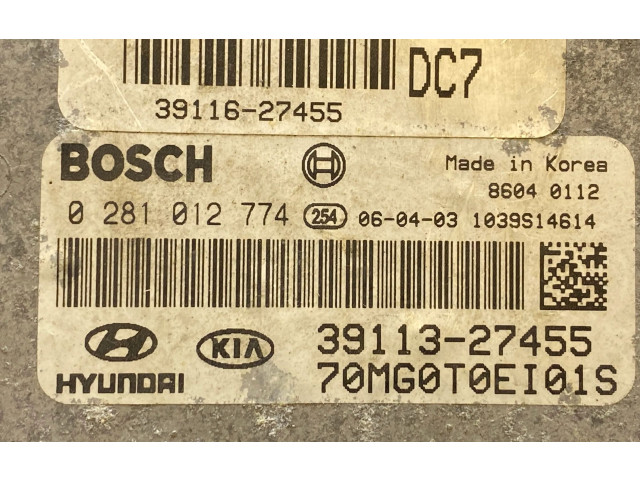 DC7
39116-27455
BOSCH
Made in Korea
8604 0112
0 281 012 774 254 06-04-03 1039S14614
HYUNDAI KIA 39113-27455
70MG0T0EI01S